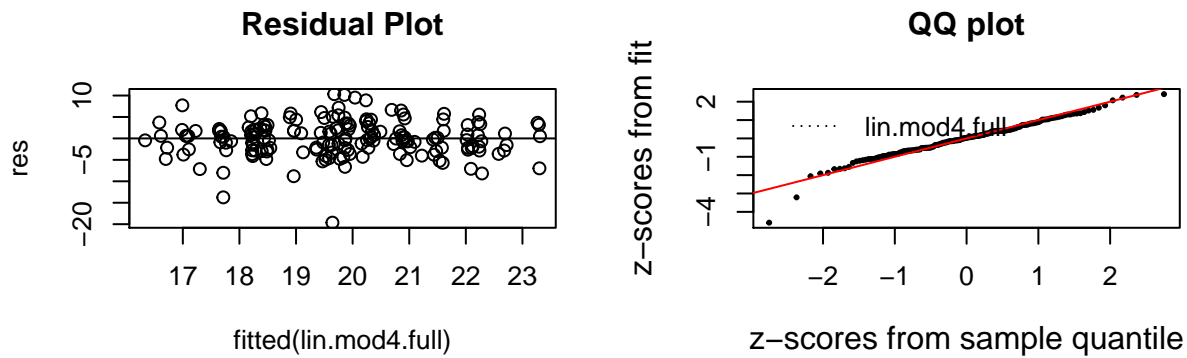 Residual Plot
res
10
−5
−20
17 18 19 20 21 22 23
fitted(lin.mod4.full)
QQ plot
z−scores from fit
2
−1
−4
lin.mod4.full
−2 −1 0 1 2
z−scores from sample quantile